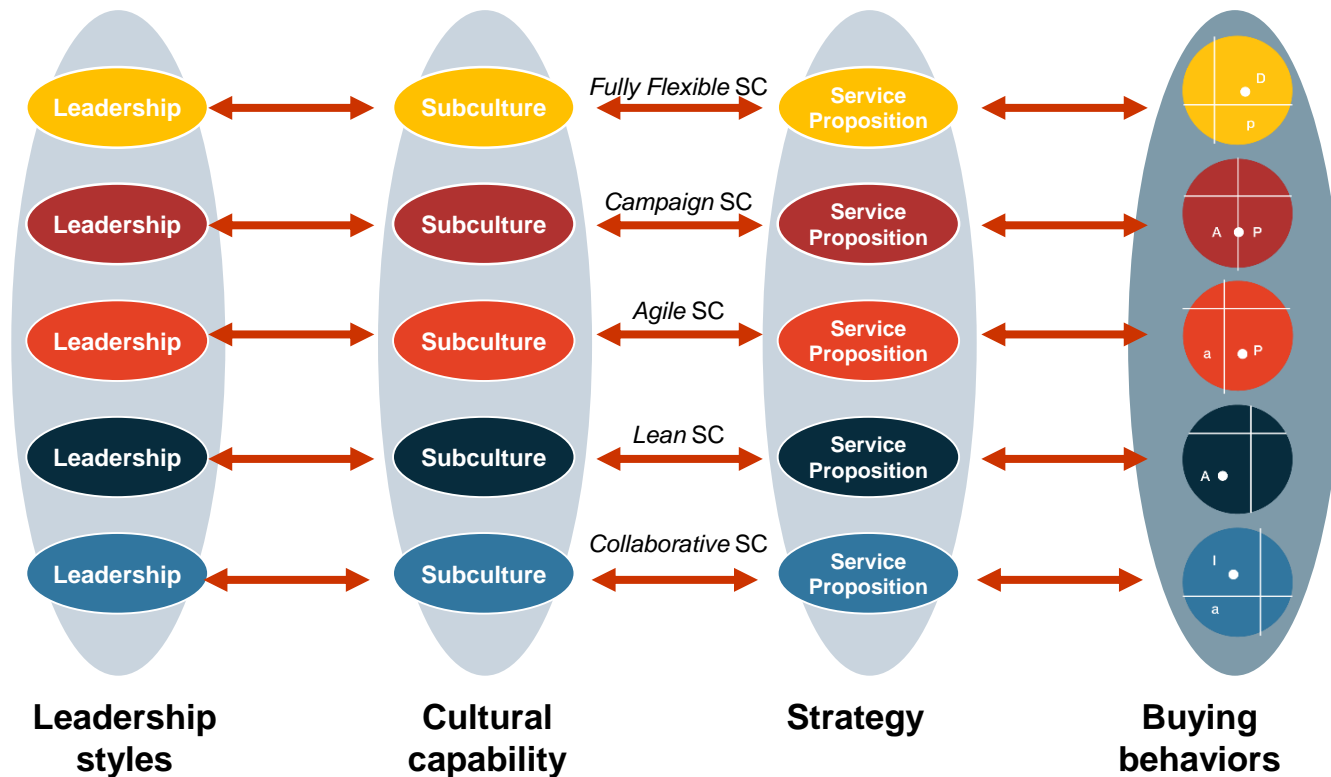 Fully Flexible SC
Leadership
Subculture
Service
Proposition
D
p
Campaign SC
Leadership
Subculture
Service
Proposition
A
P
Agile SC
Leadership
Subculture
Service
Proposition
a
P
Lean SC
Leadership
Subculture
Service
Proposition
A
Collaborative SC
Leadership
Subculture
Service
Proposition
I
a
Leadership
styles
Cultural
capability
Strategy
Buying
behaviors